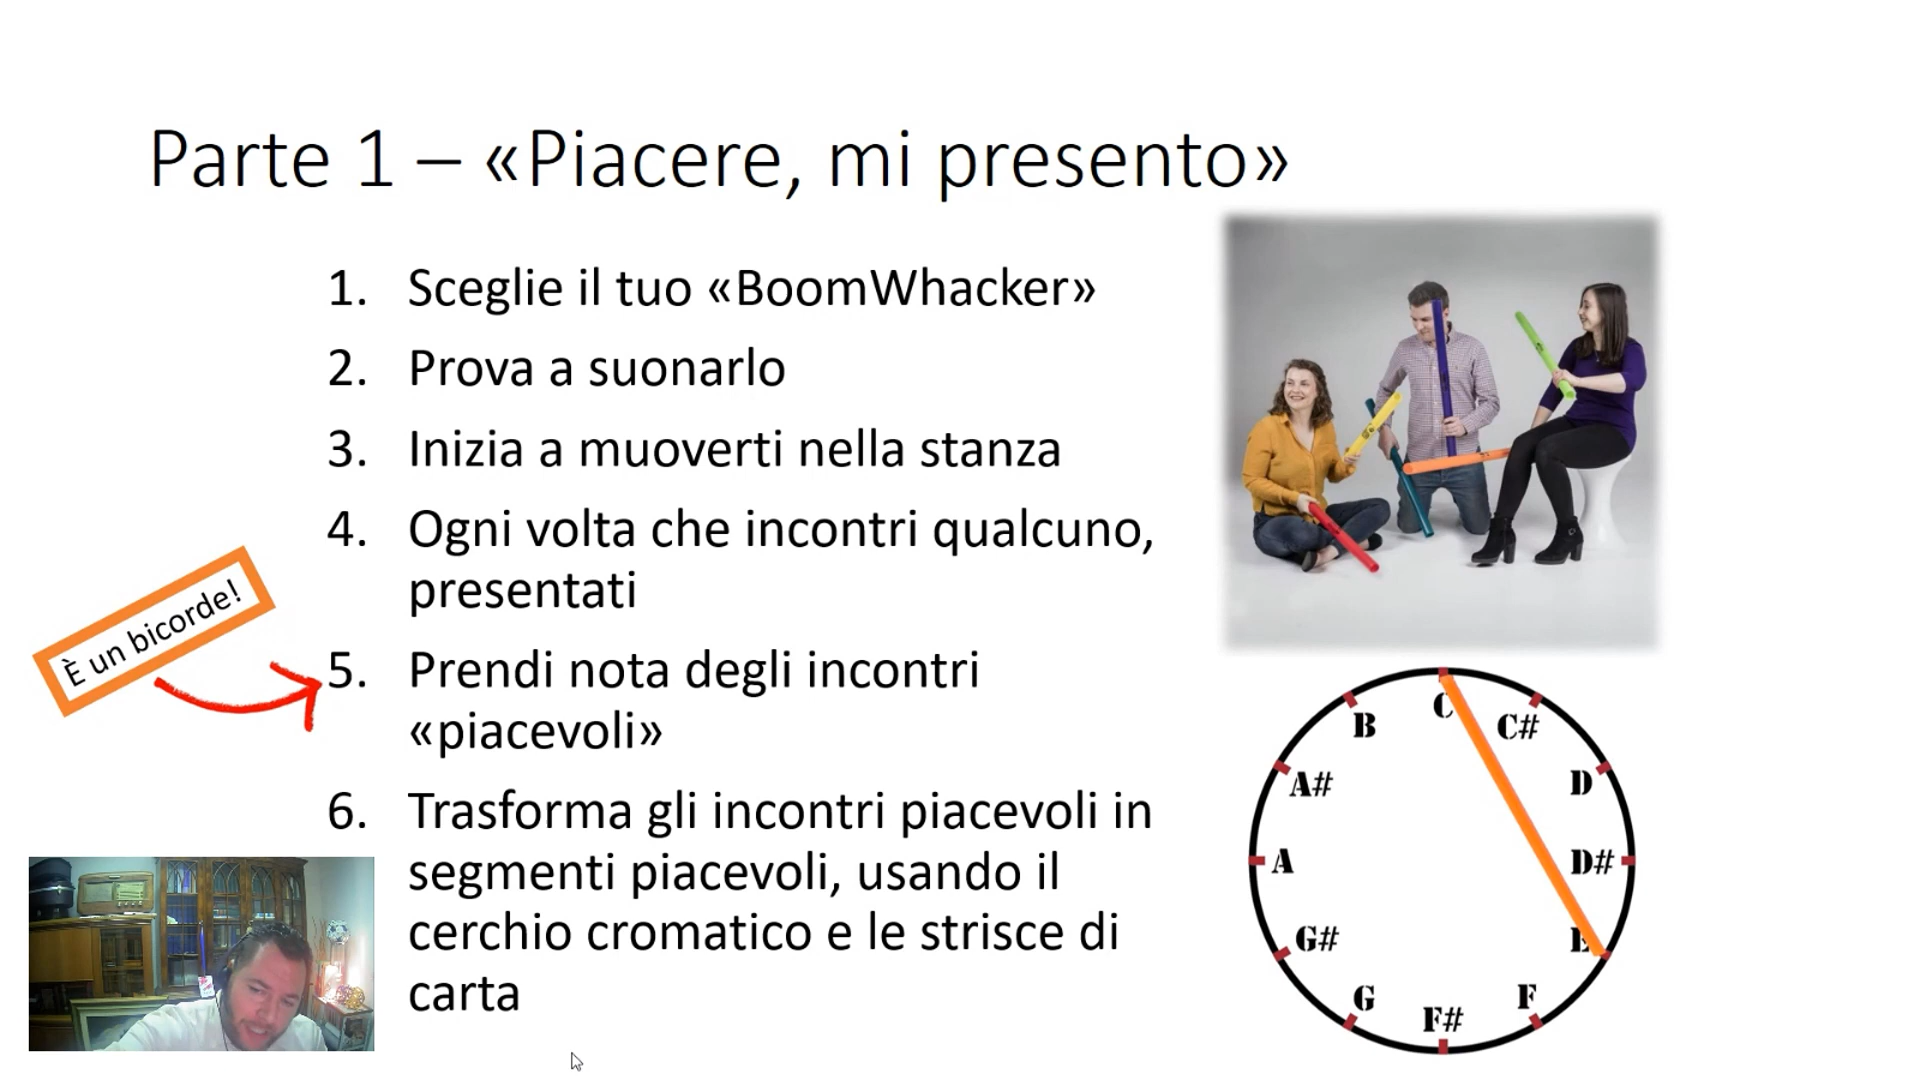 Parte 1 – «Piacere, mi presento»
1. Sceglie il tuo «BoomWhacker»
2. Prova a suonarlo
3. Inizia a muoverti nella stanza
4. Ogni volta che incontri qualcuno,
presentati
5. Prendi nota degli incontri
«piacevoli»
6. Trasforma gli incontri piacevoli in
segmenti piacevoli, usando il
cerchio cromatico e le strisce di
carta
È un bicorde!
C
C#
D
D#
E
F
F#
G
G#
A
A#
B